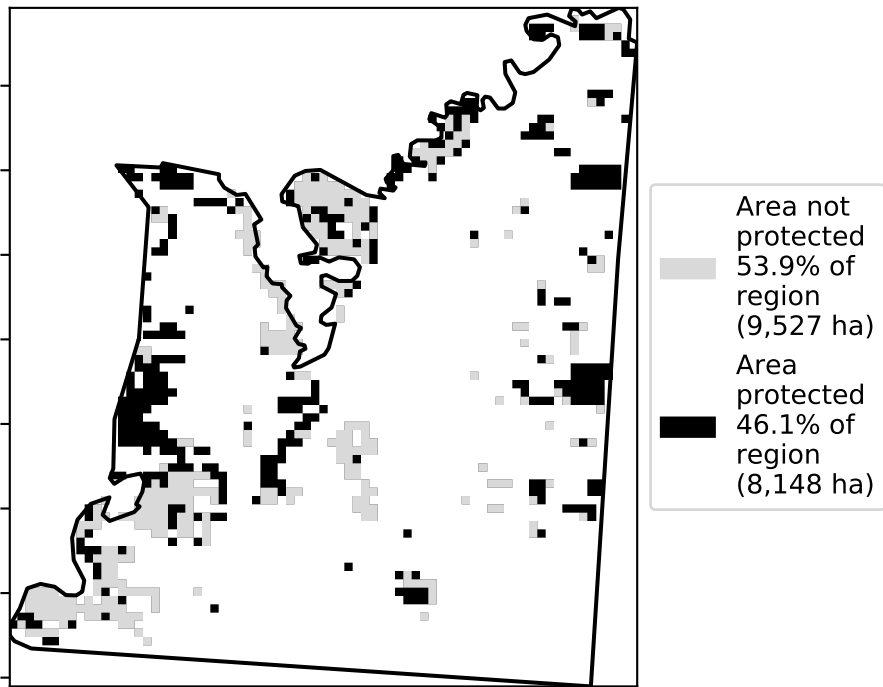 Area not
protected
53.9% of
region
(9,527 ha)
Area
protected
46.1% of
region
(8,148 ha)